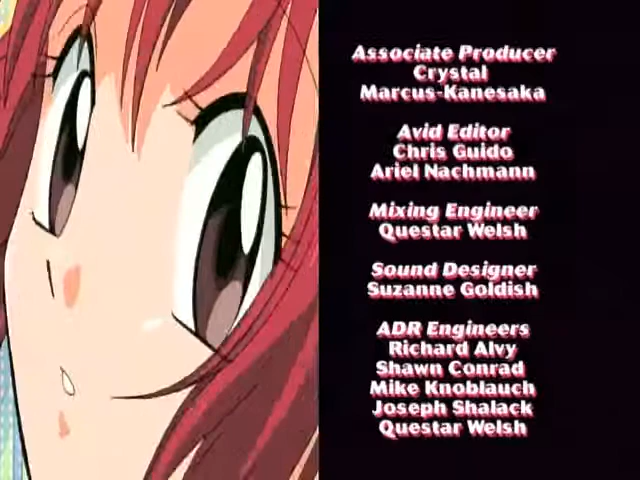 Associate Producer
Crystal
Marcus-Kanesaka
Avid Editor
Chris Guido
Ariel Nachmann
Mixing Engineer
Questar Welsh
Sound Designer
Suzanne Goldish
ADR Engineers
Richard Alvy
Shawn Conrad
Mike Knoblauch
Joseph Shalack
Questar Welsh